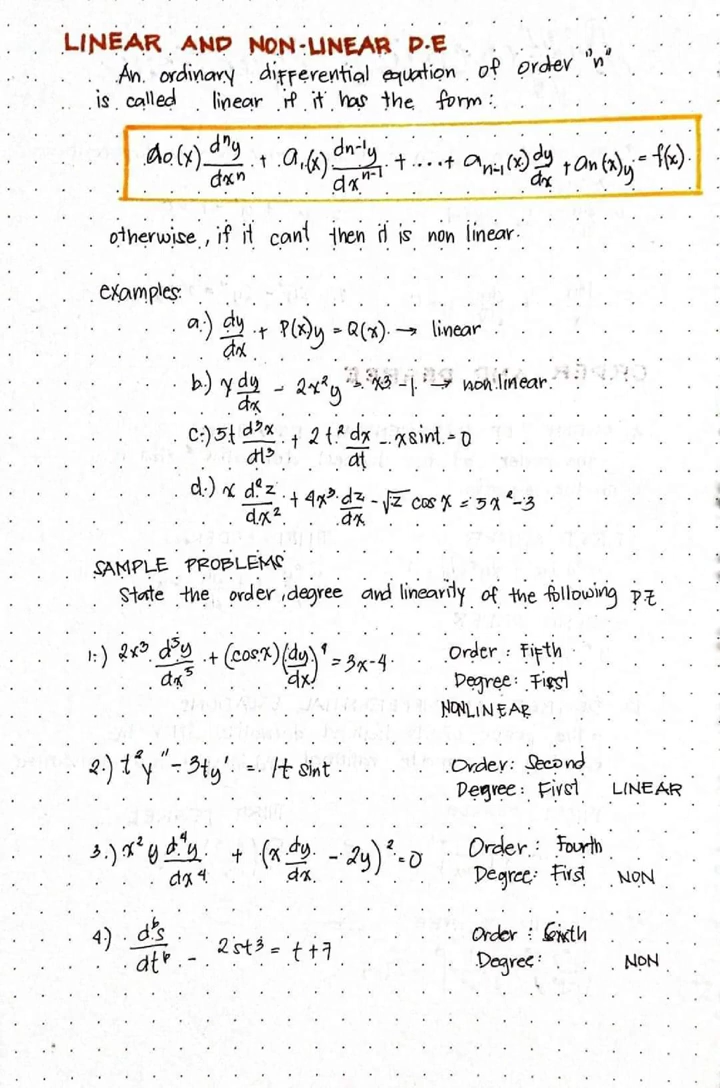 LINEAR AND NON-LINEAR D.E
An ordinary differential equation of order "n"
is called linear if it has the form:
a₀(x) dⁿy/dxⁿ + a₁(x) dn-¹y/dxⁿ⁻¹ + ... + aₙ₋₁(x) dy/dx + an(x)y = f(x)
otherwise, if it cant then it is non linear.
examples:
a.) dy/dx + P(x)y = Q(x). → linear
b.) y dy/dx - 2x²y = x3 - 1 → non linear.
c.) 5t d³x/dt³ + 2t² dx/dt - x sint = 0
d.) x d²z/dx² + 4x³ dz/dx - √z cos x = 5x² - 3
SAMPLE PROBLEMS
State the order, degree and linearity of the following DE
1.) 2x³ d⁵y/dx⁵ + (cos x)(dy/dx)⁹ = 3x - 4. Order: Fifth
Degree: First
NONLINEAR
2.) t²y" - 3ty' = 1t sint Order: Second
Degree: First LINEAR
3.) x²y d⁴y/dx4 + (x dy/dx - 2y)² = 0 Order: Fourth
Degree: First NON
4) d⁶s/dt⁶ - 2st³ = t + 7 Order: Sixth
Degree: NON